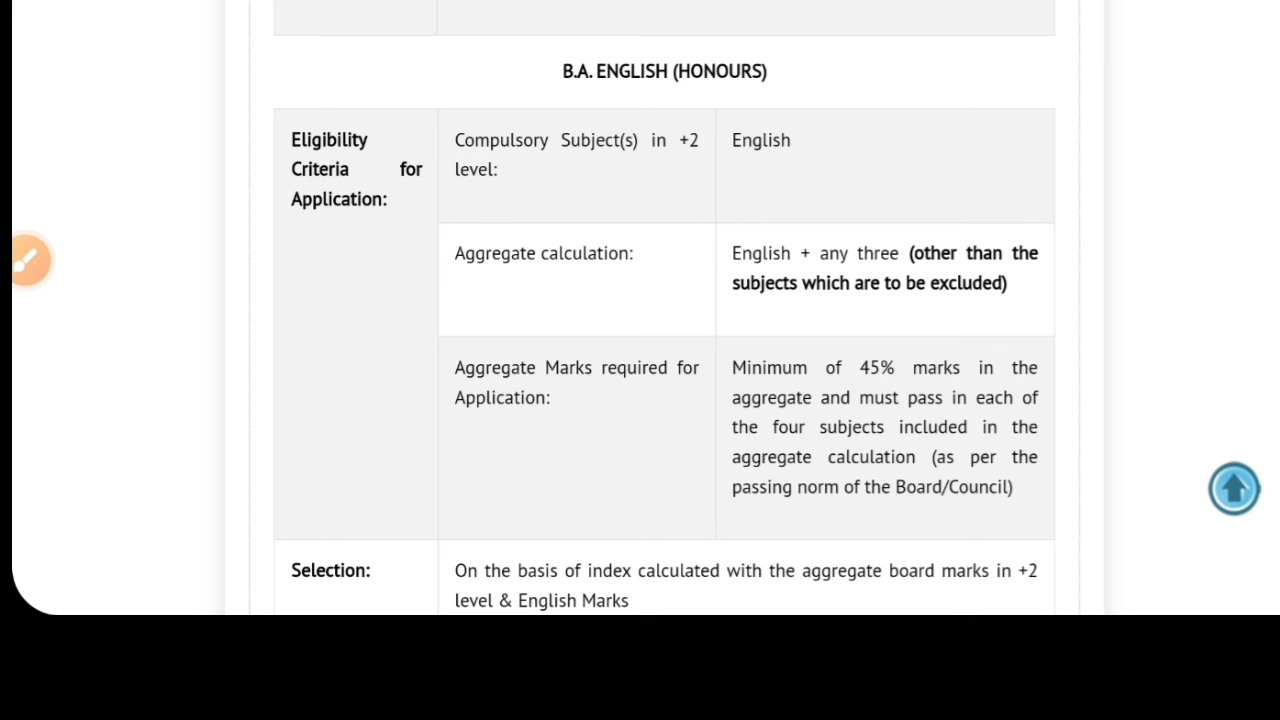 B.A. ENGLISH (HONOURS)
Eligibility
Criteria for
Application:
Compulsory Subject(s) in +2
level:
English
Aggregate calculation:
English + any three (other than the
subjects which are to be excluded)
Aggregate Marks required for
Application:
Minimum of 45% marks in the
aggregate and must pass in each of
the four subjects included in the
aggregate calculation (as per the
passing norm of the Board/Council)
Selection:
On the basis of index calculated with the aggregate board marks in +2
level & English Marks